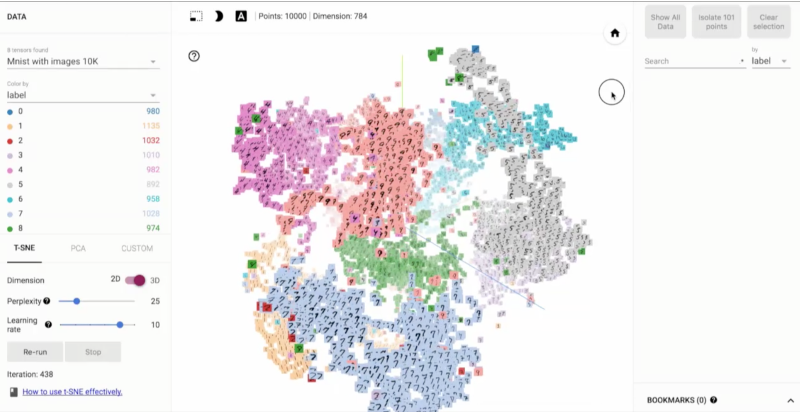 DATA
8 tensors found
Mnist with images 10K
Color by
label
0 980
1 1135
2 1032
3 1010
4 982
5 892
6 958
7 1028
8 974
T-SNE PCA CUSTOM
Dimension 2D 3D
Perplexity ? 25
Learning rate ? 10
Re-run Stop
Iteration: 438
How to use t-SNE effectively.
A Points: 10000 Dimension: 784
?
Show All Data
Isolate 101 points
Clear selection
Search .* by label
BOOKMARKS (0) ?